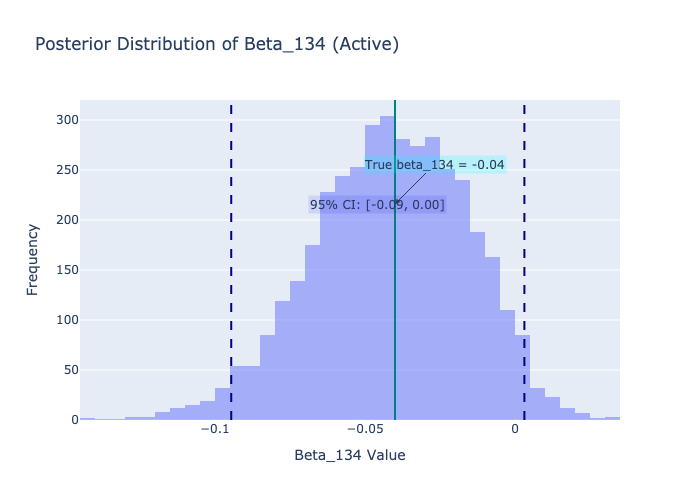 Posterior Distribution of Beta_134 (Active)
300
250
200
150
100
50
0
Frequency
True beta_134 = -0.04
95% CI: [-0.09, 0.00]
−0.1
−0.05
0
Beta_134 Value